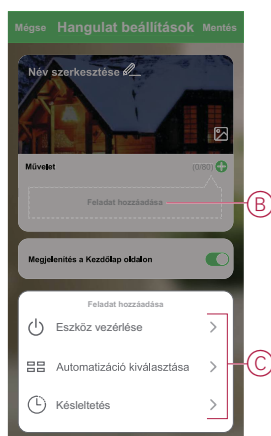 Mégse Hangulat beállítások Mentés
Név szerkesztése
Művelet (0/60)
Feladat hozzáadása
B
Megjelenítés a Kezdőlap oldalon
Feladat hozzáadása
Eszköz vezérlése
Automatizáció kiválasztása
C
Késleltetés